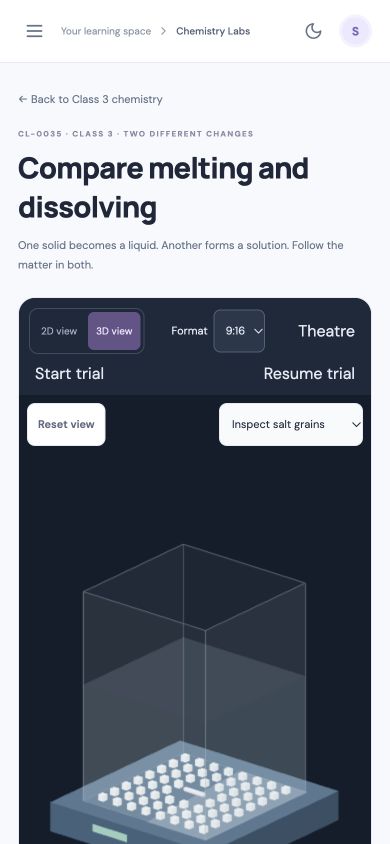 Your learning space > Chemistry Labs
S
← Back to Class 3 chemistry
CL-0035 · CLASS 3 · TWO DIFFERENT CHANGES
Compare melting and
dissolving
One solid becomes a liquid. Another forms a solution. Follow the
matter in both.
2D view 3D view Format 9:16 Theatre
Start trial Resume trial
Reset view Inspect salt grains